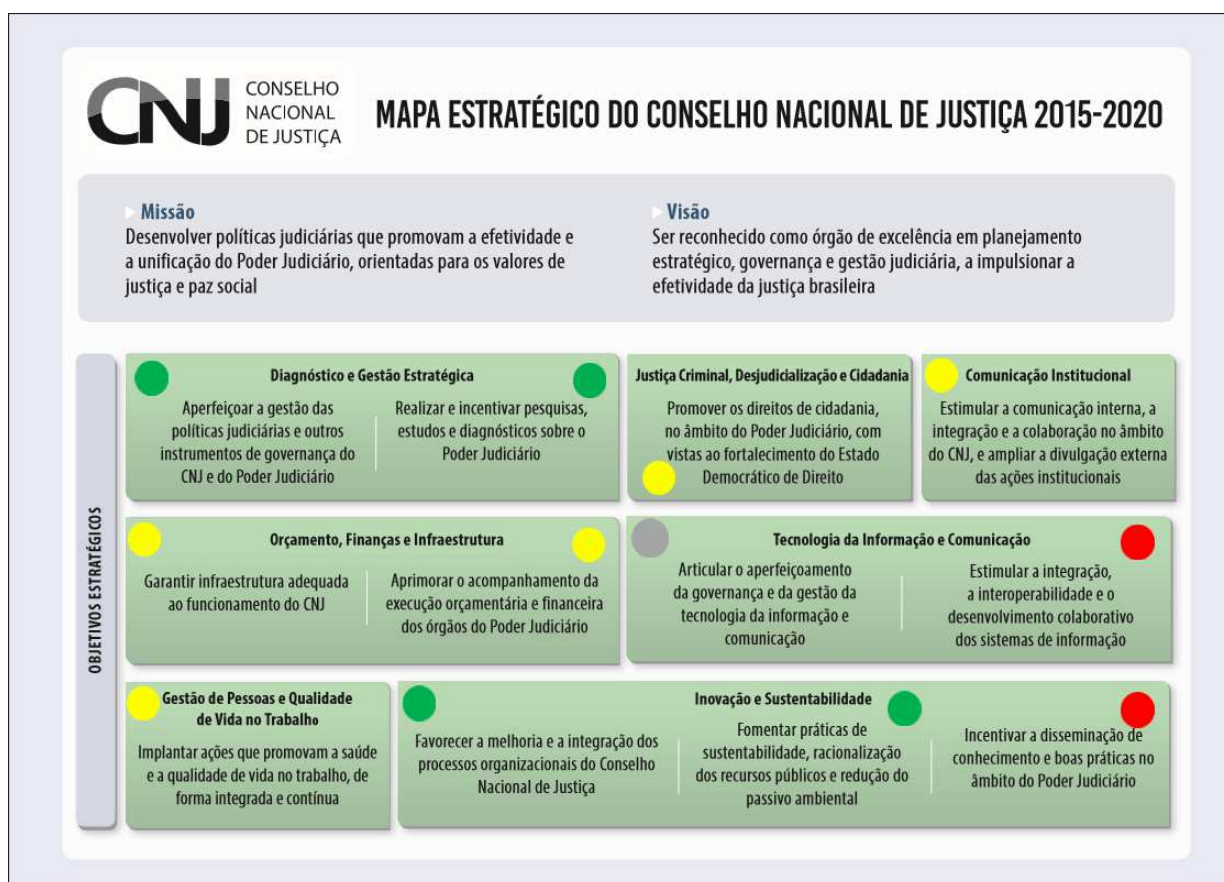 CNJ
CONSELHO
NACIONAL
DE JUSTIÇA
MAPA ESTRATÉGICO DO CONSELHO NACIONAL DE JUSTIÇA 2015-2020
Missão
Desenvolver políticas judiciárias que promovam a efetividade e
a unificação do Poder Judiciário, orientadas para os valores de
justiça e paz social
Visão
Ser reconhecido como órgão de excelência em planejamento
estratégico, governança e gestão judiciária, a impulsionar a
efetividade da justiça brasileira
OBJETIVOS ESTRATÉGICOS
Diagnóstico e Gestão Estratégica
Aperfeiçoar a gestão das
políticas judiciárias e outros
instrumentos de governança do
CNJ e do Poder Judiciário
Realizar e incentivar pesquisas,
estudos e diagnósticos sobre o
Poder Judiciário
Justiça Criminal, Desjudicialização e Cidadania
Promover os direitos de cidadania,
no âmbito do Poder Judiciário, com
vistas ao fortalecimento do Estado
Democrático de Direito
Comunicação Institucional
Estimular a comunicação interna, a
integração e a colaboração no âmbito
do CNJ, e ampliar a divulgação externa
das ações institucionais
Orçamento, Finanças e Infraestrutura
Garantir infraestrutura adequada
ao funcionamento do CNJ
Aprimorar o acompanhamento da
execução orçamentária e financeira
dos órgãos do Poder Judiciário
Tecnologia da Informação e Comunicação
Articular o aperfeiçoamento
da governança e da gestão da
tecnologia da informação e
comunicação
Estimular a integração,
a interoperabilidade e o
desenvolvimento colaborativo
dos sistemas de informação
Gestão de Pessoas e Qualidade
de Vida no Trabalho
Implantar ações que promovam a saúde
e a qualidade de vida no trabalho, de
forma integrada e contínua
Inovação e Sustentabilidade
Favorecer a melhoria e a integração dos
processos organizacionais do Conselho
Nacional de Justiça
Fomentar práticas de
sustentabilidade, racionalização
dos recursos públicos e redução do
passivo ambiental
Incentivar a disseminação de
conhecimento e boas práticas no
âmbito do Poder Judiciário